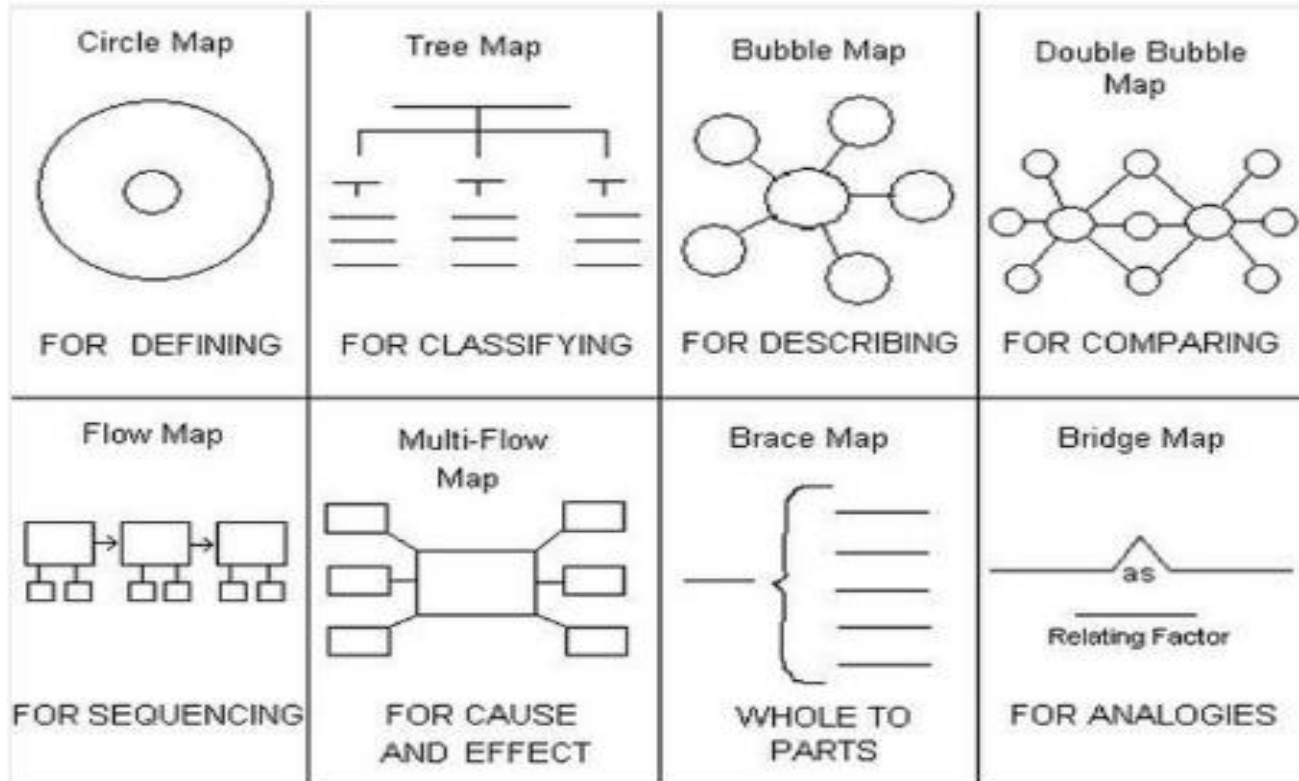 Circle Map
FOR DEFINING
Tree Map
FOR CLASSIFYING
Bubble Map
FOR DESCRIBING
Double Bubble
Map
FOR COMPARING
Flow Map
FOR SEQUENCING
Multi-Flow
Map
FOR CAUSE
AND EFFECT
Brace Map
WHOLE TO
PARTS
Bridge Map
as
Relating Factor
FOR ANALOGIES